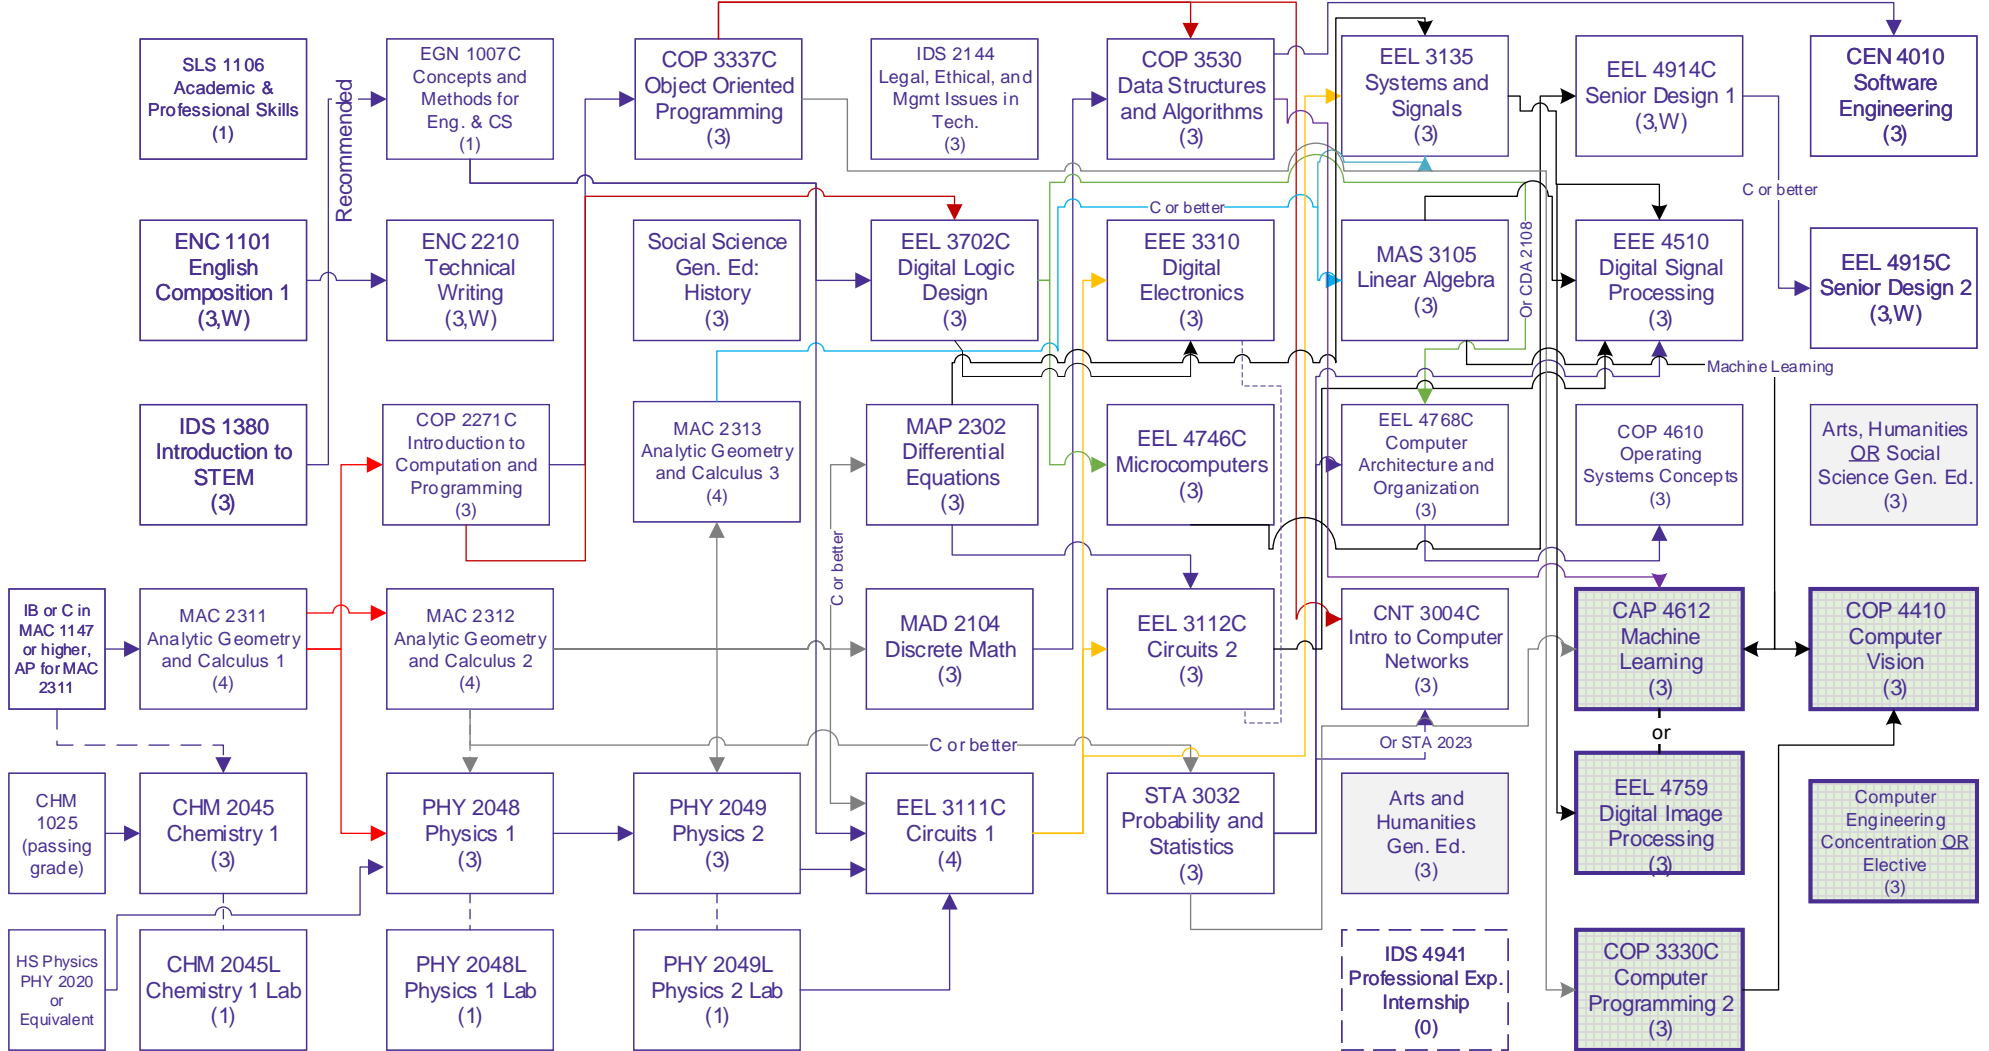 SLS 1106
Academic &
Professional Skills
(1)
Recommended
EGN 1007C
Concepts and
Methods for
Eng. & CS
(1)
COP 3337C
Object Oriented
Programming
(3)
IDS 2144
Legal, Ethical, and
Mgmt Issues in
Tech.
(3)
COP 3530
Data Structures
and Algorithms
(3)
EEL 3135
Systems and
Signals
(3)
EEL 4914C
Senior Design 1
(3,W)
CEN 4010
Software
Engineering
(3)
C or better
C or better
ENC 1101
English
Composition 1
(3,W)
ENC 2210
Technical
Writing
(3,W)
Social Science
Gen. Ed:
History
(3)
EEL 3702C
Digital Logic
Design
(3)
EEE 3310
Digital
Electronics
(3)
MAS 3105
Linear Algebra
(3)
Or CDA 2108
EEE 4510
Digital Signal
Processing
(3)
EEL 4915C
Senior Design 2
(3,W)
Machine Learning
IDS 1380
Introduction to
STEM
(3)
COP 2271C
Introduction to
Computation and
Programming
(3)
MAC 2313
Analytic Geometry
and Calculus 3
(4)
MAP 2302
Differential
Equations
(3)
EEL 4746C
Microcomputers
(3)
EEL 4768C
Computer
Architecture and
Organization
(3)
COP 4610
Operating
Systems Concepts
(3)
Arts, Humanities
OR Social
Science Gen. Ed.
(3)
C or better
IB or C in
MAC 1147
or higher,
AP for MAC
2311
MAC 2311
Analytic Geometry
and Calculus 1
(4)
MAC 2312
Analytic Geometry
and Calculus 2
(4)
MAD 2104
Discrete Math
(3)
EEL 3112C
Circuits 2
(3)
CNT 3004C
Intro to Computer
Networks
(3)
CAP 4612
Machine
Learning
(3)
COP 4410
Computer
Vision
(3)
C or better
Or STA 2023
or
CHM
1025
(passing
grade)
CHM 2045
Chemistry 1
(3)
PHY 2048
Physics 1
(3)
PHY 2049
Physics 2
(3)
EEL 3111C
Circuits 1
(4)
STA 3032
Probability and
Statistics
(3)
Arts and
Humanities
Gen. Ed.
(3)
EEL 4759
Digital Image
Processing
(3)
Computer
Engineering
Concentration OR
Elective
(3)
HS Physics
PHY 2020
or
Equivalent
CHM 2045L
Chemistry 1 Lab
(1)
PHY 2048L
Physics 1 Lab
(1)
PHY 2049L
Physics 2 Lab
(1)
IDS 4941
Professional Exp.
Internship
(0)
COP 3330C
Computer
Programming 2
(3)